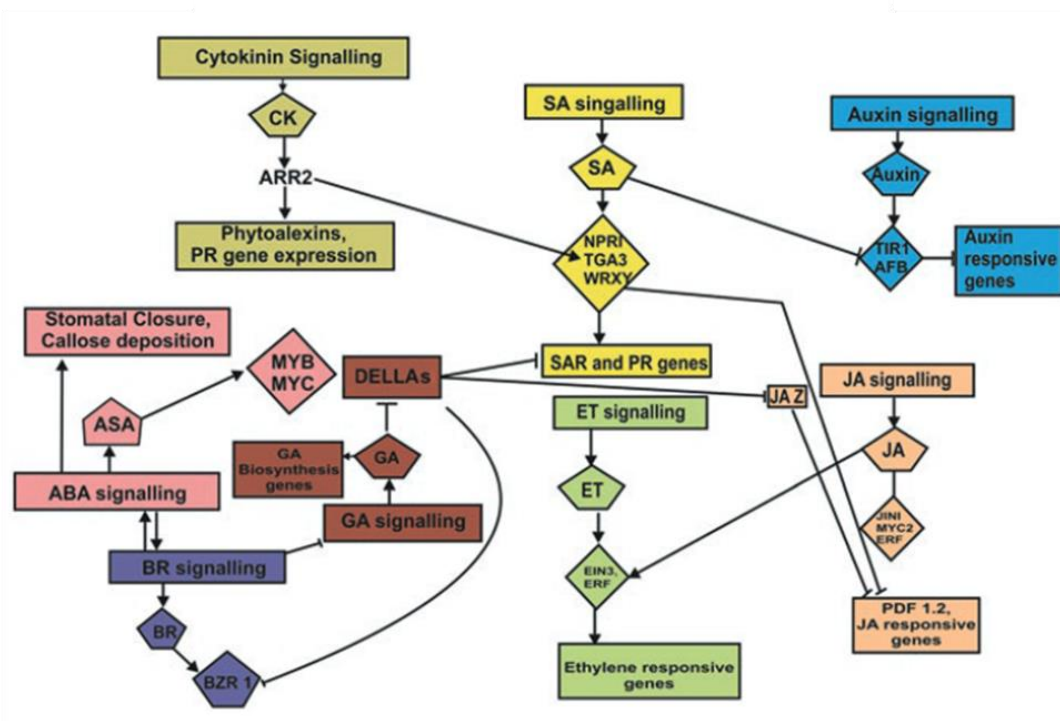 Cytokinin Signalling
CK
ARR2
Phytoalexins,
PR gene expression
SA singalling
SA
NPRI
TGA3
WRXY
SAR and PR genes
Auxin signalling
Auxin
TIR1
AFB
Auxin
responsive
genes
Stomatal Closure,
Callose deposition
MYB
MYC
ASA
ABA signalling
DELLAs
GA
Biosynthesis
genes
GA
GA signalling
BR signalling
BR
BZR 1
ET signalling
ET
EIN3,
ERF
Ethylene responsive
genes
JA Z
JA signalling
JA
JINI
MYC2
ERF
PDF 1.2,
JA responsive
genes